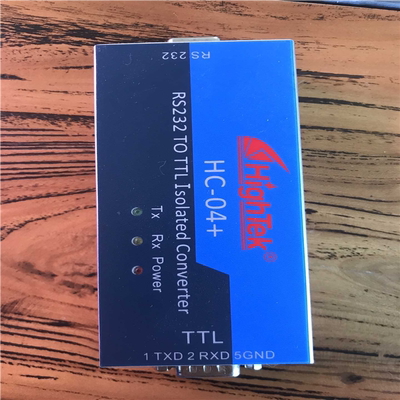 RS 232
HighTek®
HC-04+
RS232 TO TTL Isolated Converter
Tx Rx Power
TTL
1 TXD 2 RXD 5GND